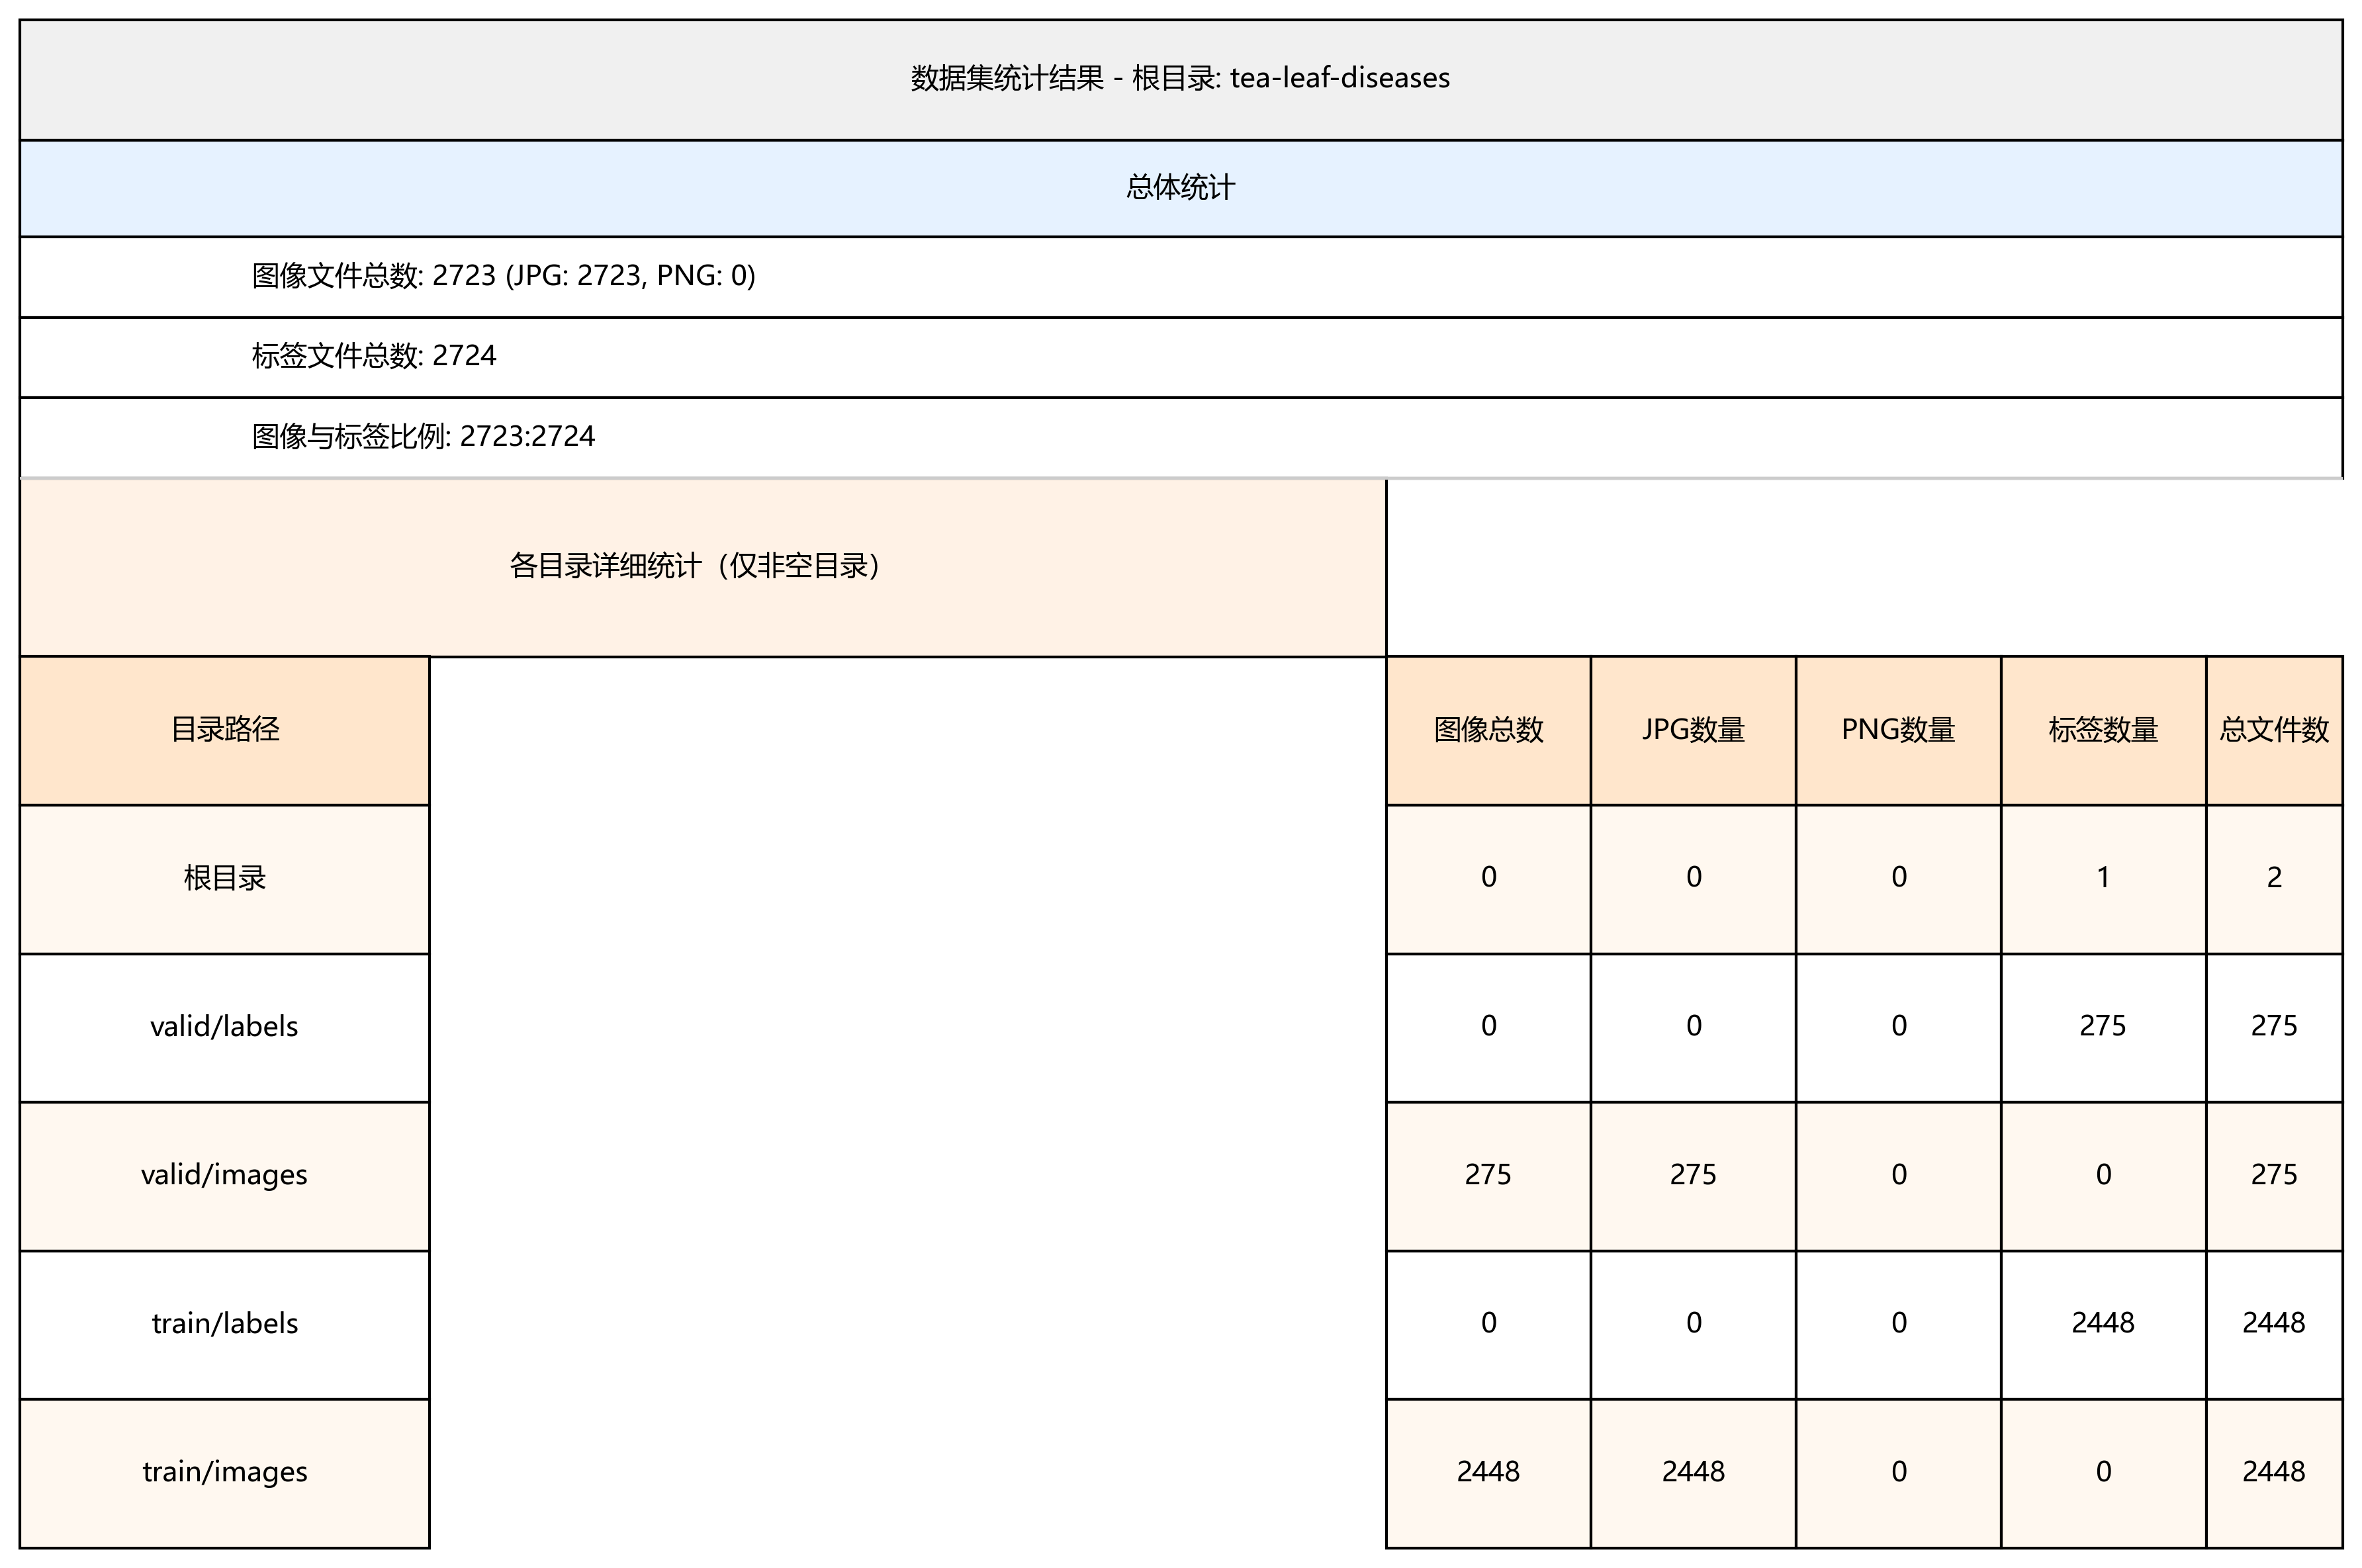 数据集统计结果 - 根目录: tea-leaf-diseases
总体统计
图像文件总数: 2723 (JPG: 2723, PNG: 0)
标签文件总数: 2724
图像与标签比例: 2723:2724
各目录详细统计（仅非空目录）
目录路径 图像总数 JPG数量 PNG数量 标签数量 总文件数
根目录 0 0 0 1 2
valid/labels 0 0 0 275 275
valid/images 275 275 0 0 275
train/labels 0 0 0 2448 2448
train/images 2448 2448 0 0 2448